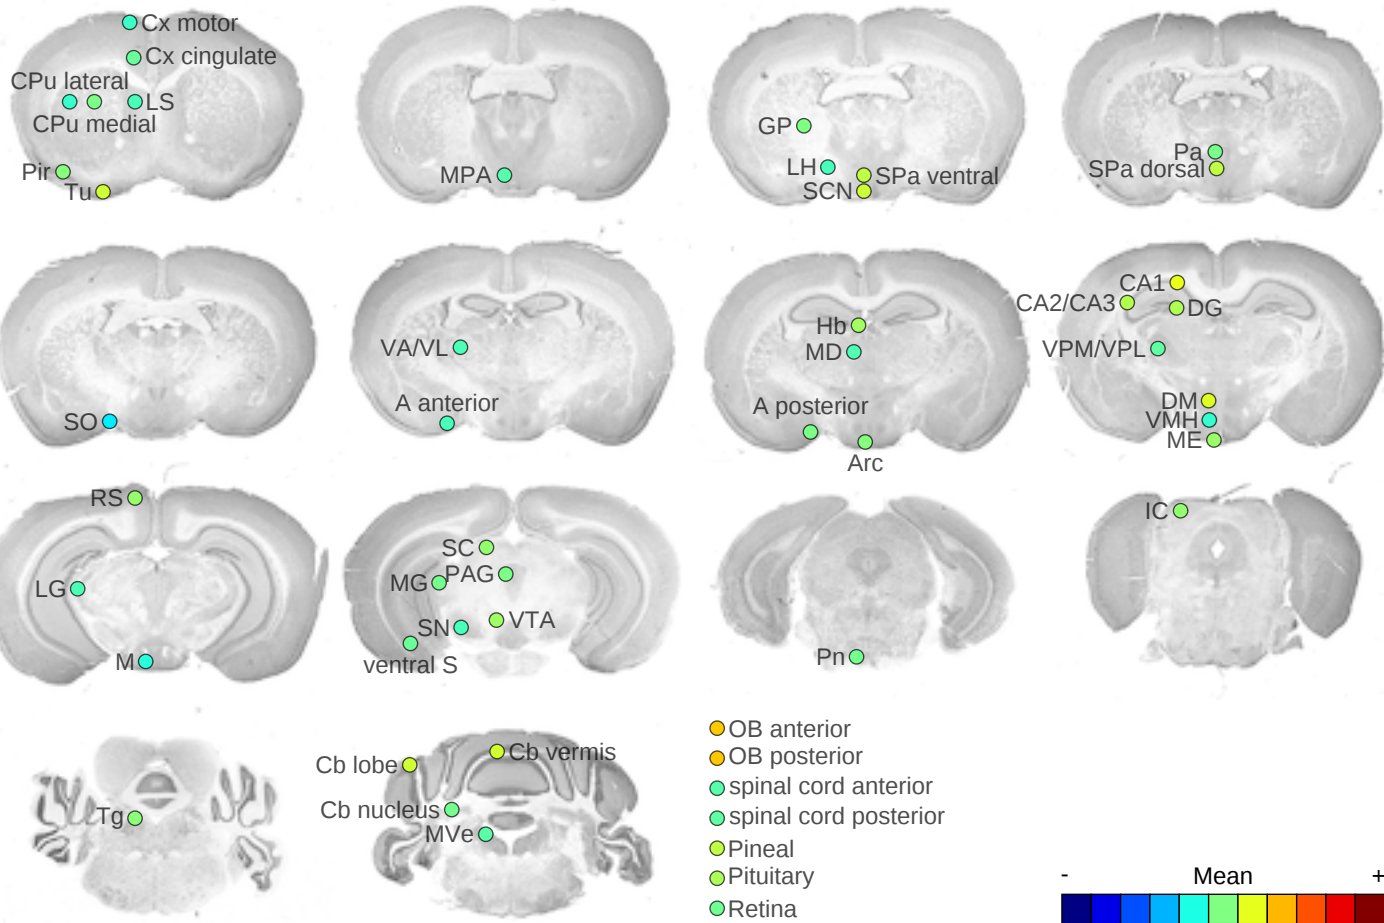 Cx motor
Cx cingulate
CPu lateral
LS
CPu medial
Pir
Tu
MPA
GP
LH
SPa ventral
SCN
Pa
SPa dorsal
SO
VA/VL
A anterior
Hb
MD
A posterior
Arc
CA1
CA2/CA3
DG
VPM/VPL
DM
VMH
ME
RS
LG
M
SC
MG
PAG
SN
VTA
ventral S
Pn
IC
Tg
Cb lobe
Cb vermis
Cb nucleus
MVe
OB anterior
OB posterior
spinal cord anterior
spinal cord posterior
Pineal
Pituitary
Retina
- Mean +